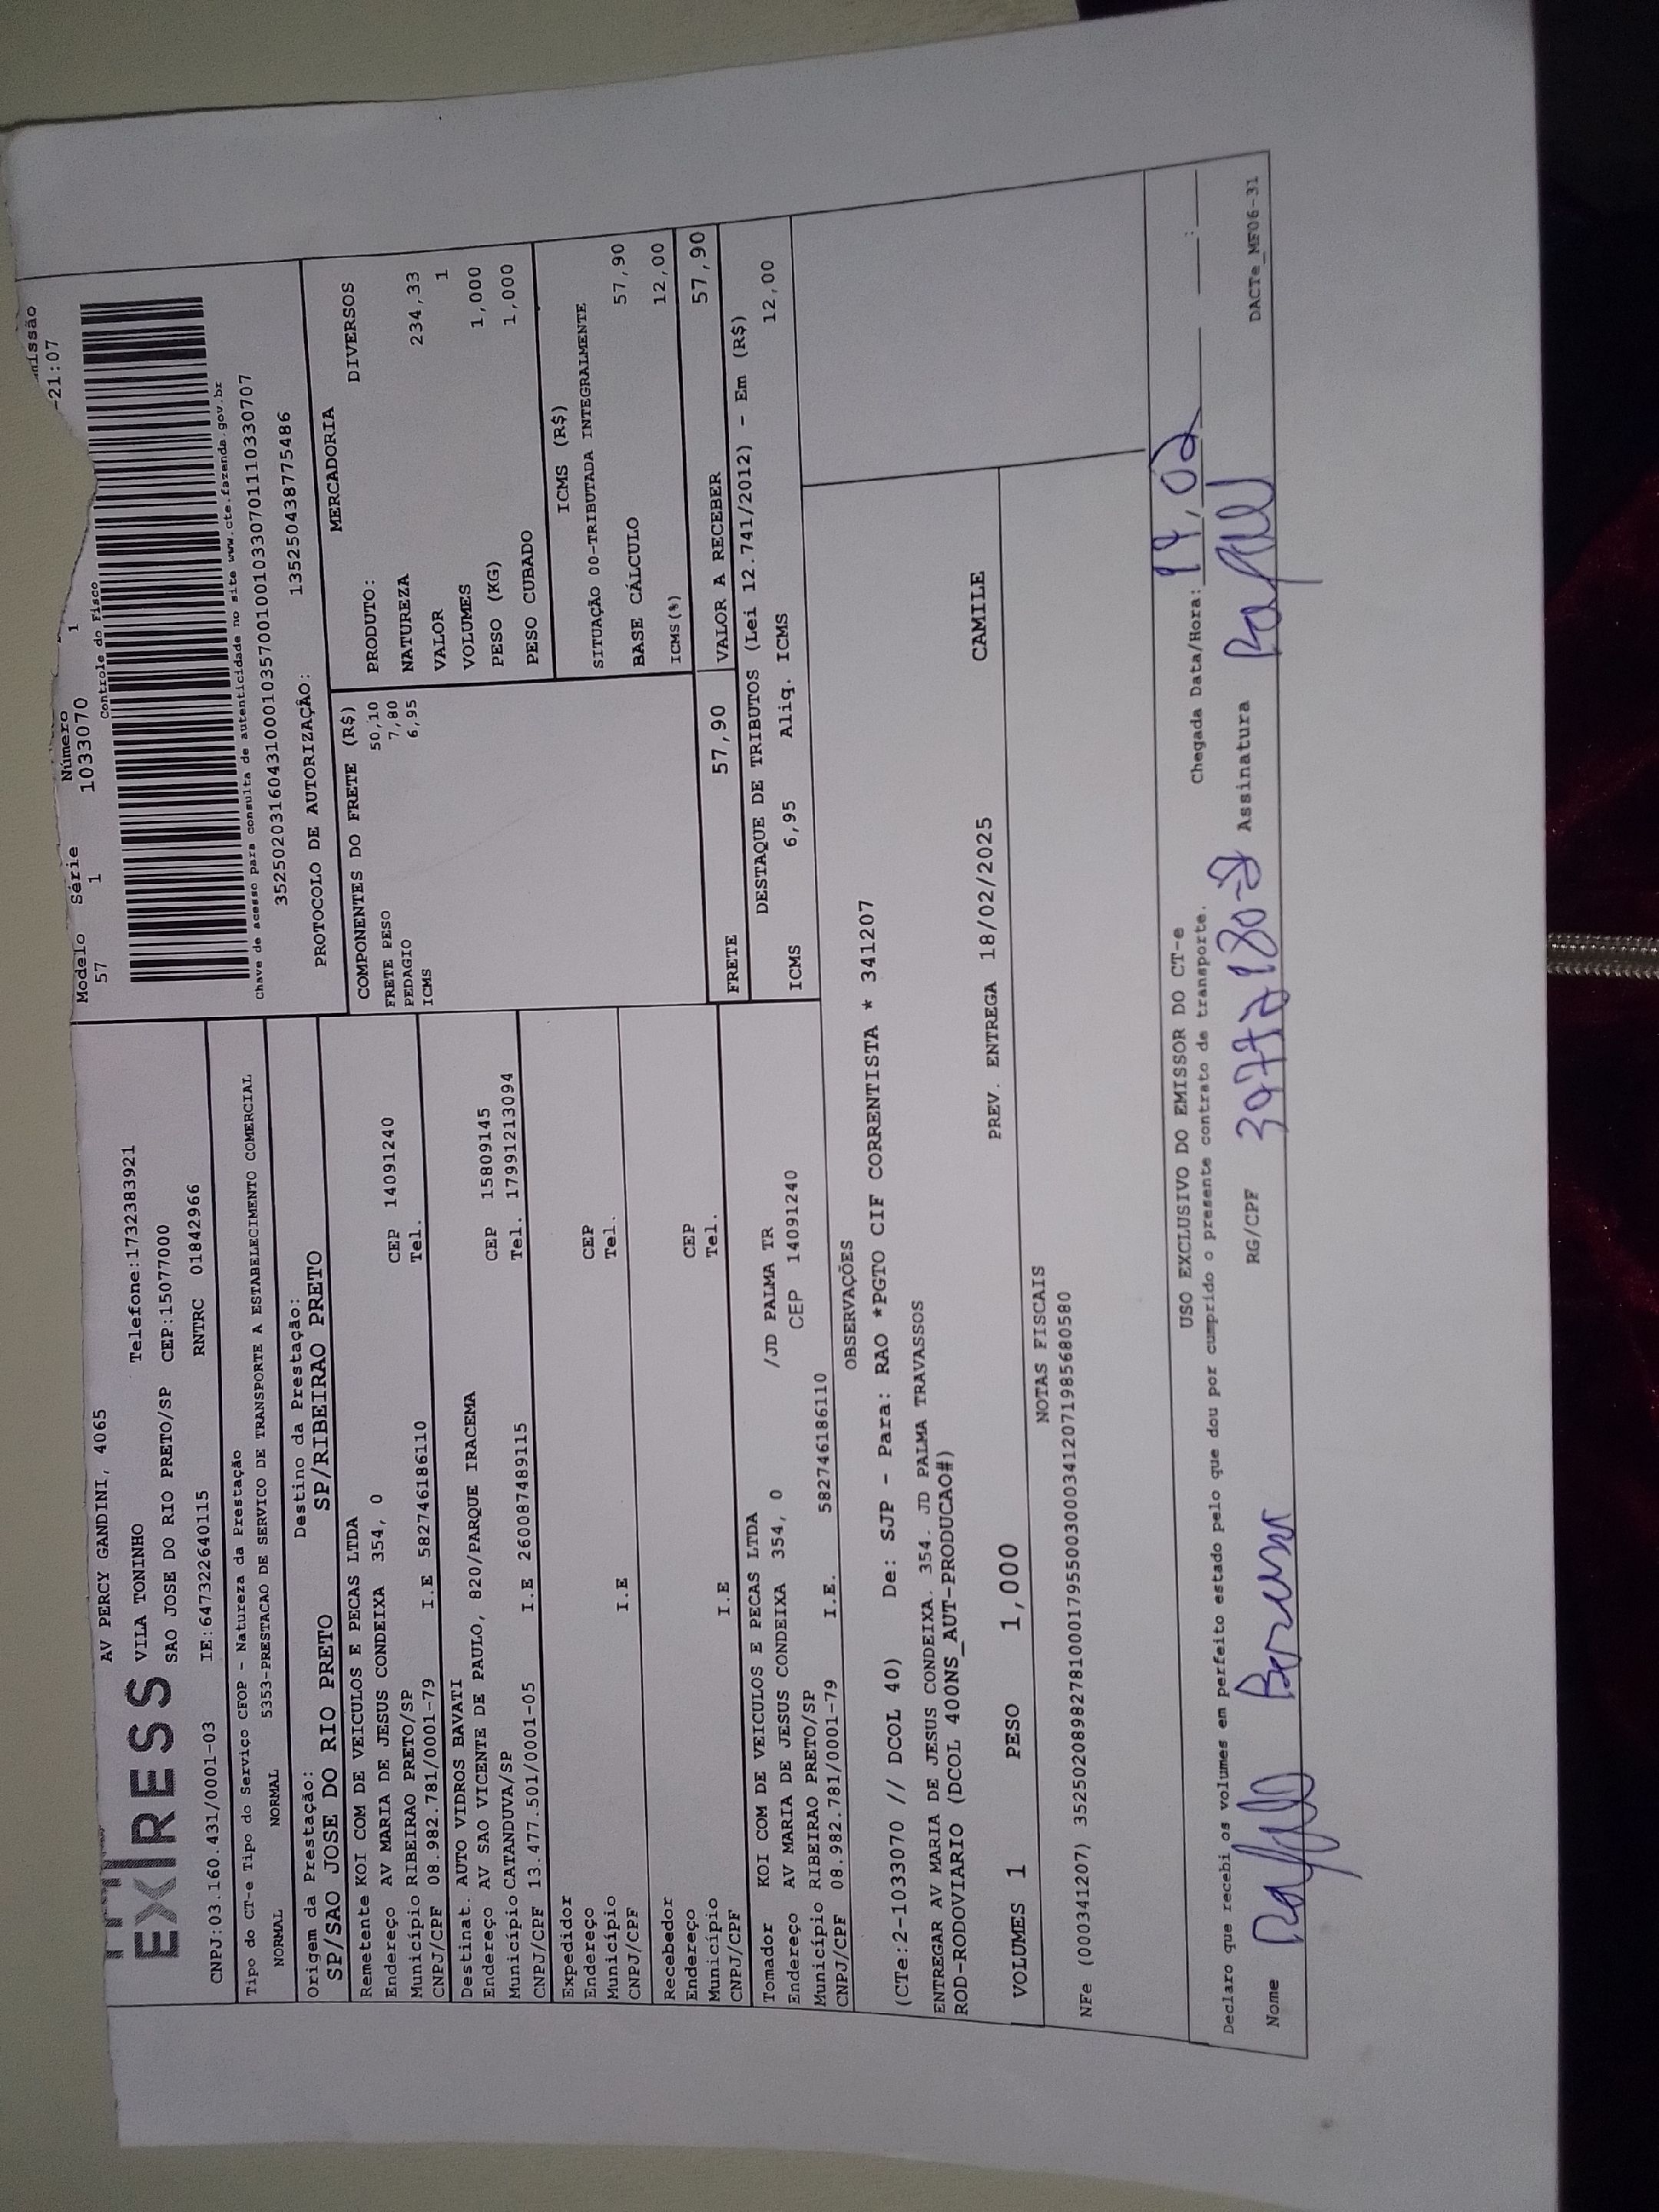 EXPRESS
AV PERCY GANDINI, 4065
VILA TONINHO Telefone:1732383921
SAO JOSE DO RIO PRETO/SP CEP:15077000
CNPJ:03.160.431/0001-03 IE:647322640115 RNTRC 01842966
missão
-21:07
Modelo Série Número
57 1 1033070 1
Controle do Fisco
Chave de acesso para consulta de autenticidade no site www.cte.fazenda.gov.br
35250203160431000103570010010330701110330707
PROTOCOLO DE AUTORIZAÇÃO: 135250438775486
Tipo do CT-e Tipo do Serviço CFOP - Natureza da Prestação
NORMAL NORMAL 5353-PRESTACAO DE SERVICO DE TRANSPORTE A ESTABELECIMENTO COMERCIAL
Origem da Prestação: Destino da Prestação:
SP/SAO JOSE DO RIO PRETO SP/RIBEIRAO PRETO
Remetente KOI COM DE VEICULOS E PECAS LTDA
Endereço AV MARIA DE JESUS CONDEIXA 354, 0 CEP 14091240
Município RIBEIRAO PRETO/SP Tel.
CNPJ/CPF 08.982.781/0001-79 I.E 582746186110
Destinat. AUTO VIDROS BAVATI
Endereço AV SAO VICENTE DE PAULO, 820/PARQUE IRACEMA CEP 15809145
Município CATANDUVA/SP Tel. 17991213094
CNPJ/CPF 13.477.501/0001-05 I.E 260087489115
Expedidor
Endereço CEP
Município Tel.
CNPJ/CPF I.E
Recebedor
Endereço CEP
Município Tel.
CNPJ/CPF I.E
Tomador KOI COM DE VEICULOS E PECAS LTDA
Endereço AV MARIA DE JESUS CONDEIXA 354, 0 /JD PALMA TR
Município RIBEIRAO PRETO/SP CEP 14091240
CNPJ/CPF 08.982.781/0001-79 I.E. 582746186110
COMPONENTES DO FRETE (R$)
FRETE PESO 50,10
PEDAGIO 7,80
ICMS 6,95
MERCADORIA
PRODUTO: DIVERSOS
NATUREZA
VALOR 234,33
VOLUMES 1
PESO (KG) 1,000
PESO CUBADO 1,000
ICMS (R$)
SITUAÇÃO 00-TRIBUTADA INTEGRALMENTE
BASE CÁLCULO 57,90
ICMS(%) 12,00
FRETE 57,90 VALOR A RECEBER 57,90
DESTAQUE DE TRIBUTOS (Lei 12.741/2012) - Em (R$)
ICMS 6,95 Aliq. ICMS 12,00
OBSERVAÇÕES
(CTe:2-1033070 // DCOL 40) De: SJP - Para: RAO *PGTO CIF CORRENTISTA * 341207
ENTREGAR AV MARIA DE JESUS CONDEIXA. 354. JD PALMA TRAVASSOS
ROD-RODOVIARIO (DCOL 400NS_AUT-PRODUCAO#)
PREV. ENTREGA 18/02/2025 CAMILE
VOLUMES 1 PESO 1,000
NOTAS FISCAIS
NFe (000341207) 35250208982781000179550030003412071985680580
USO EXCLUSIVO DO EMISSOR DO CT-e
Declaro que recebi os volumes em perfeito estado pelo que dou por cumprido o presente contrato de transporte. Chegada Data/Hora:
Nome RG/CPF Assinatura Rafael
DACTe_MF06-31